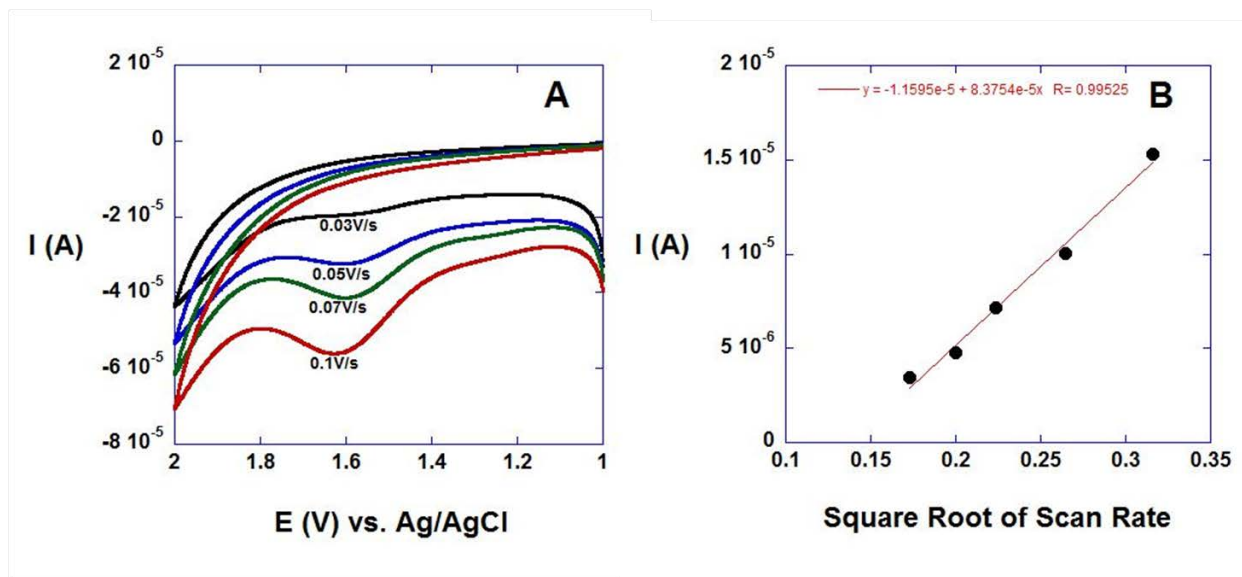 A
2 10-5
0
-2 10-5
-4 10-5
-6 10-5
-8 10-5
I (A)
0.03V/s
0.05V/s
0.07V/s
0.1V/s
2 1.8 1.6 1.4 1.2 1
E (V) vs. Ag/AgCl
B
y = -1.1595e-5 + 8.3754e-5x R= 0.99525
2 10-5
1.5 10-5
1 10-5
5 10-6
0
I (A)
0.1 0.15 0.2 0.25 0.3 0.35
Square Root of Scan Rate